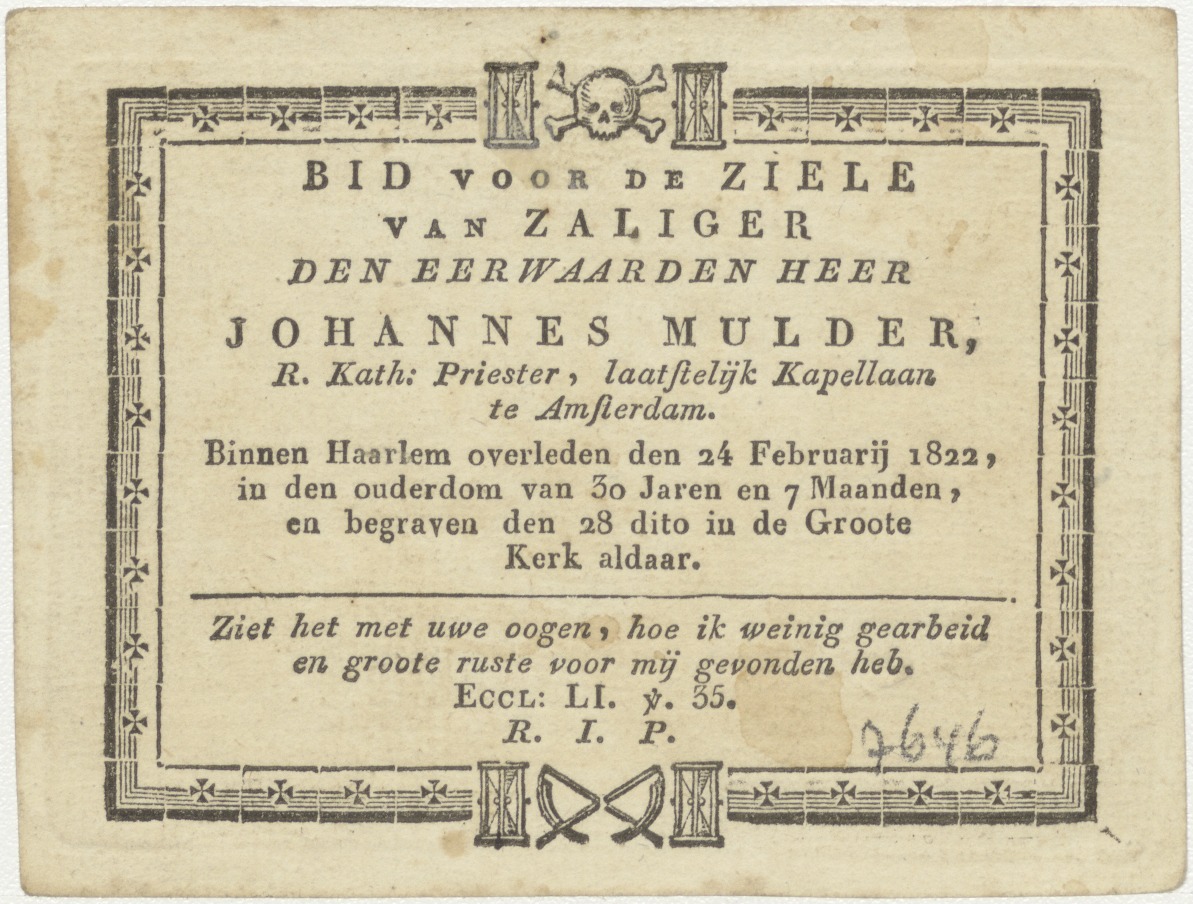 BID VOOR DE ZIELE
VAN ZALIGER
DEN EERWAARDEN HEER
JOHANNES MULDER,
R. Kath: Priester, laatſtelijk Kapellaan
te Amſterdam.
Binnen Haarlem overleden den 24 Februarij 1822,
in den ouderdom van 30 Jaren en 7 Maanden,
en begraven den 28 dito in de Groote
Kerk aldaar.
Ziet het met uwe oogen, hoe ik weinig gearbeid
en groote ruste voor mij gevonden heb.
ECCL: LI. ℣. 35.
R. I. P.
7646